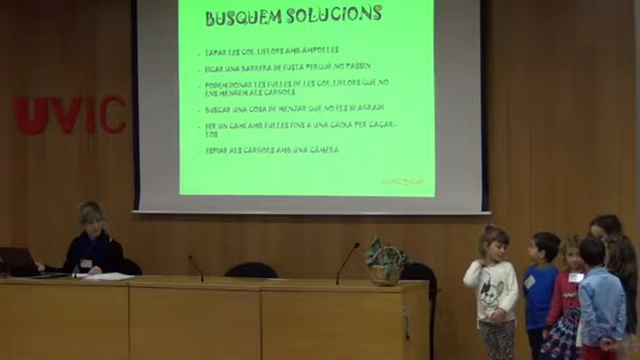 BUSQUEM SOLUCIONS
- TAPAR LES COL.LIFLORS AMB AMPOLLES
- FICAR UNA BARRERA DE FUSTA PERQUÈ NO PASSIN
- PODEM DONAR LES FULLES DE LES COL.LIFLORS QUE NO
ENS MENGEM ALS CARGOLS
- BUSCAR UNA COSA DE MENJAR QUE NO ELS HI AGRADI
- FER UN CAMÍ AMB FULLES FINS A UNA CAIXA PER CAÇAR-
LOS
- ESPIAR ALS CARGOLS AMB UNA CÀMERA
UVIC